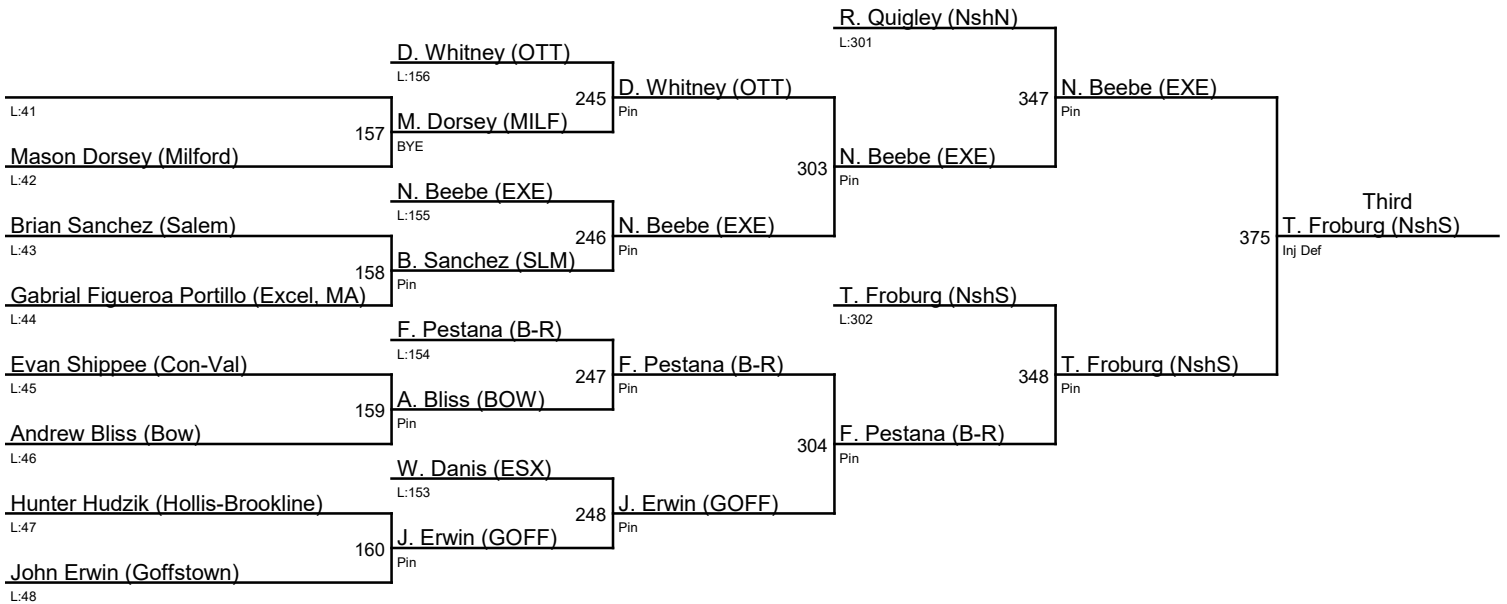 R. Quigley (NshN)
L:301
D. Whitney (OTT)
L:156
245
D. Whitney (OTT)
Pin
347
N. Beebe (EXE)
Pin
L:41
157
M. Dorsey (MILF)
BYE
Mason Dorsey (Milford)
L:42
303
N. Beebe (EXE)
Pin
N. Beebe (EXE)
L:155
Brian Sanchez (Salem)
L:43
246
N. Beebe (EXE)
Pin
375
Third
T. Froburg (NshS)
Inj Def
158
B. Sanchez (SLM)
Pin
Gabrial Figueroa Portillo (Excel, MA)
L:44
T. Froburg (NshS)
L:302
F. Pestana (B-R)
L:154
Evan Shippee (Con-Val)
L:45
247
F. Pestana (B-R)
Pin
348
T. Froburg (NshS)
Pin
159
A. Bliss (BOW)
Pin
Andrew Bliss (Bow)
L:46
304
F. Pestana (B-R)
Pin
W. Danis (ESX)
L:153
Hunter Hudzik (Hollis-Brookline)
L:47
248
J. Erwin (GOFF)
Pin
160
J. Erwin (GOFF)
Pin
John Erwin (Goffstown)
L:48